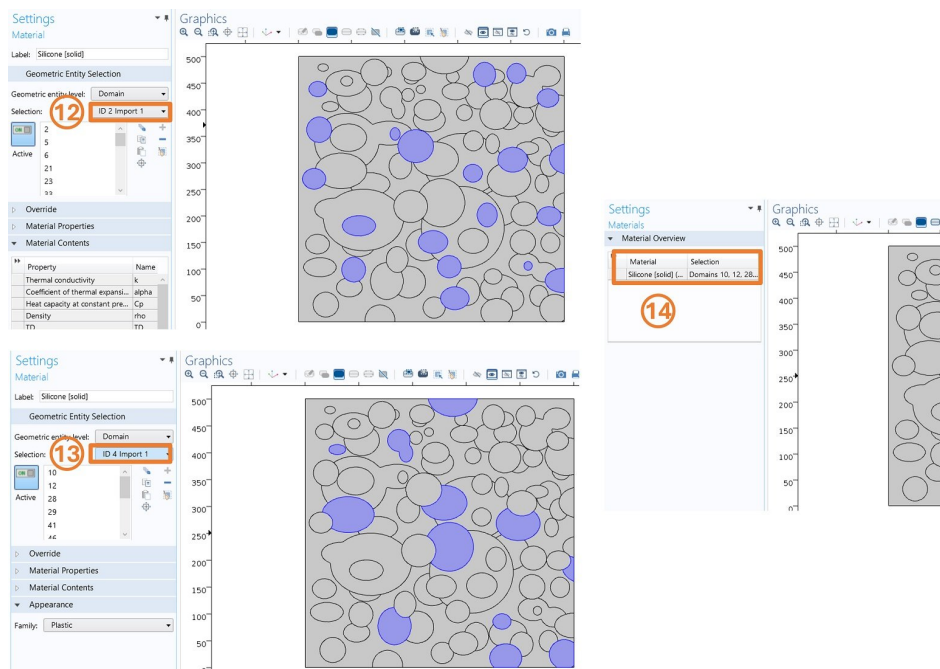 Settings
Material
Label: Silicone [solid]
Geometric Entity Selection
Geometric entity level: Domain
Selection: 12 ID 2 Import 1
ON
Active
2
5
6
21
23
33
Override
Material Properties
Material Contents
Property Name
Thermal conductivity k
Coefficient of thermal expansi... alpha
Heat capacity at constant pre... Cp
Density rho
TD TD
Graphics
500
450
400
350
300
250
200
150
100
50
0
Settings
Material
Label: Silicone [solid]
Geometric Entity Selection
Geometric entity level: Domain
Selection: 13 ID 4 Import 1
ON
Active
10
12
28
29
41
46
Override
Material Properties
Material Contents
Appearance
Family: Plastic
Graphics
500
450
400
350
300
250
200
150
100
50
Settings
Materials
Material Overview
Material Selection
Silicone [solid] (... Domains 10, 12, 28...
14
Graphics
500
450
400
350
300
250
200
150
100
50
0